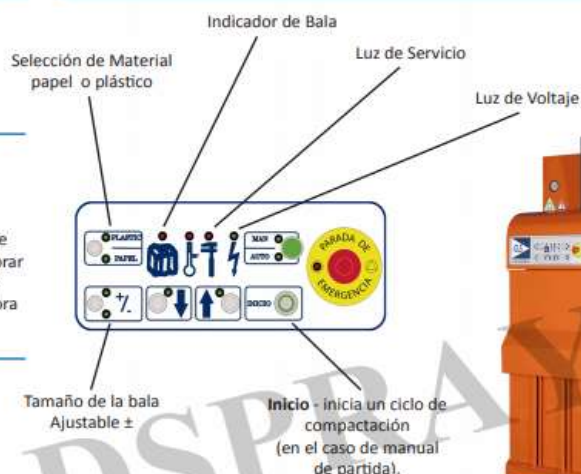 Indicador de Bala
Luz de Servicio
Selección de Material
papel o plástico
Luz de Voltaje
PLASTIC
PAPEL
MAN
AUTO
PARADA DE
EMERGENCIA
+/-
INICIO
Tamaño de la bala
Ajustable ±
Inicio - inicia un ciclo de
compactación
(en el caso de manual
de partida).
DSPRAY